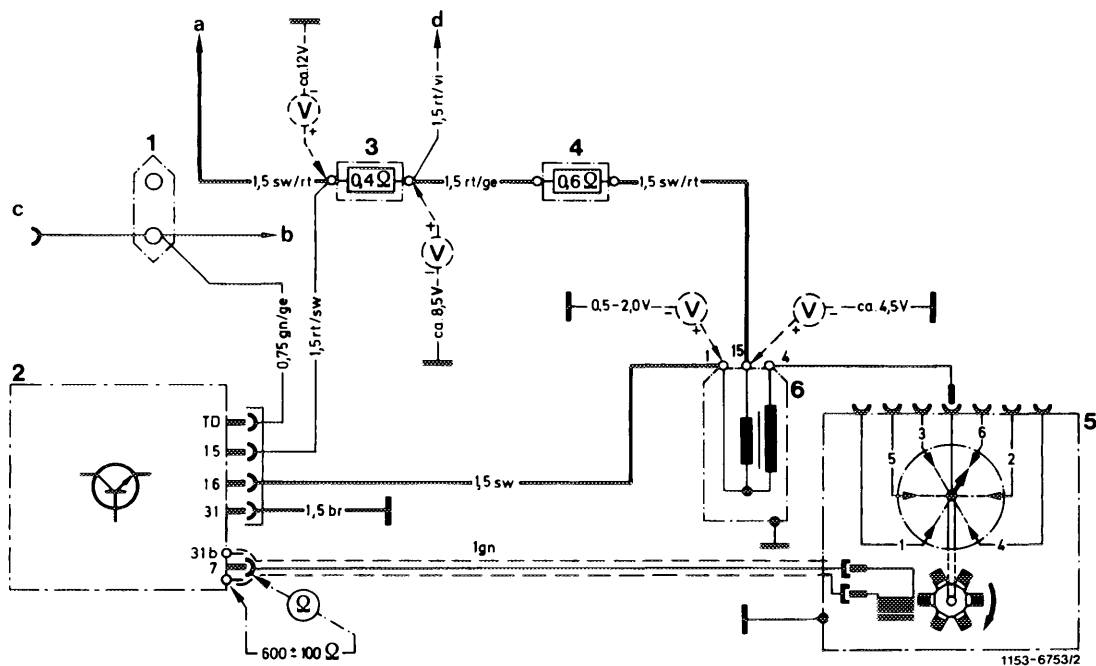 a
d
ca.12V
V
-
+
1,5 rt/vi
1
3
4
1,5 sw/rt
0,4 Ω
1,5 rt/ge
0,6 Ω
1,5 sw/rt
c
b
+
V
-
ca. 8,5V
0,75 gn/ge
1,5 rt/sw
0,5-2,0V
V
-
+
V
+
-
ca. 4,5V
1
15
4
6
2
5
TD
15
16
31
1,5 sw
1,5 br
3
6
5
2
1
4
31b
7
1gn
Ω
600 ± 100 Ω
1153-6753/2